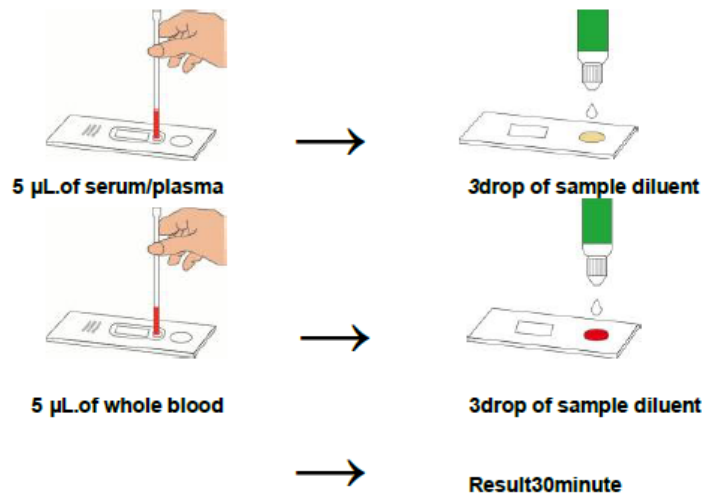 5 µL.of serum/plasma
3drop of sample diluent
5 µL.of whole blood
3drop of sample diluent
Result30minute